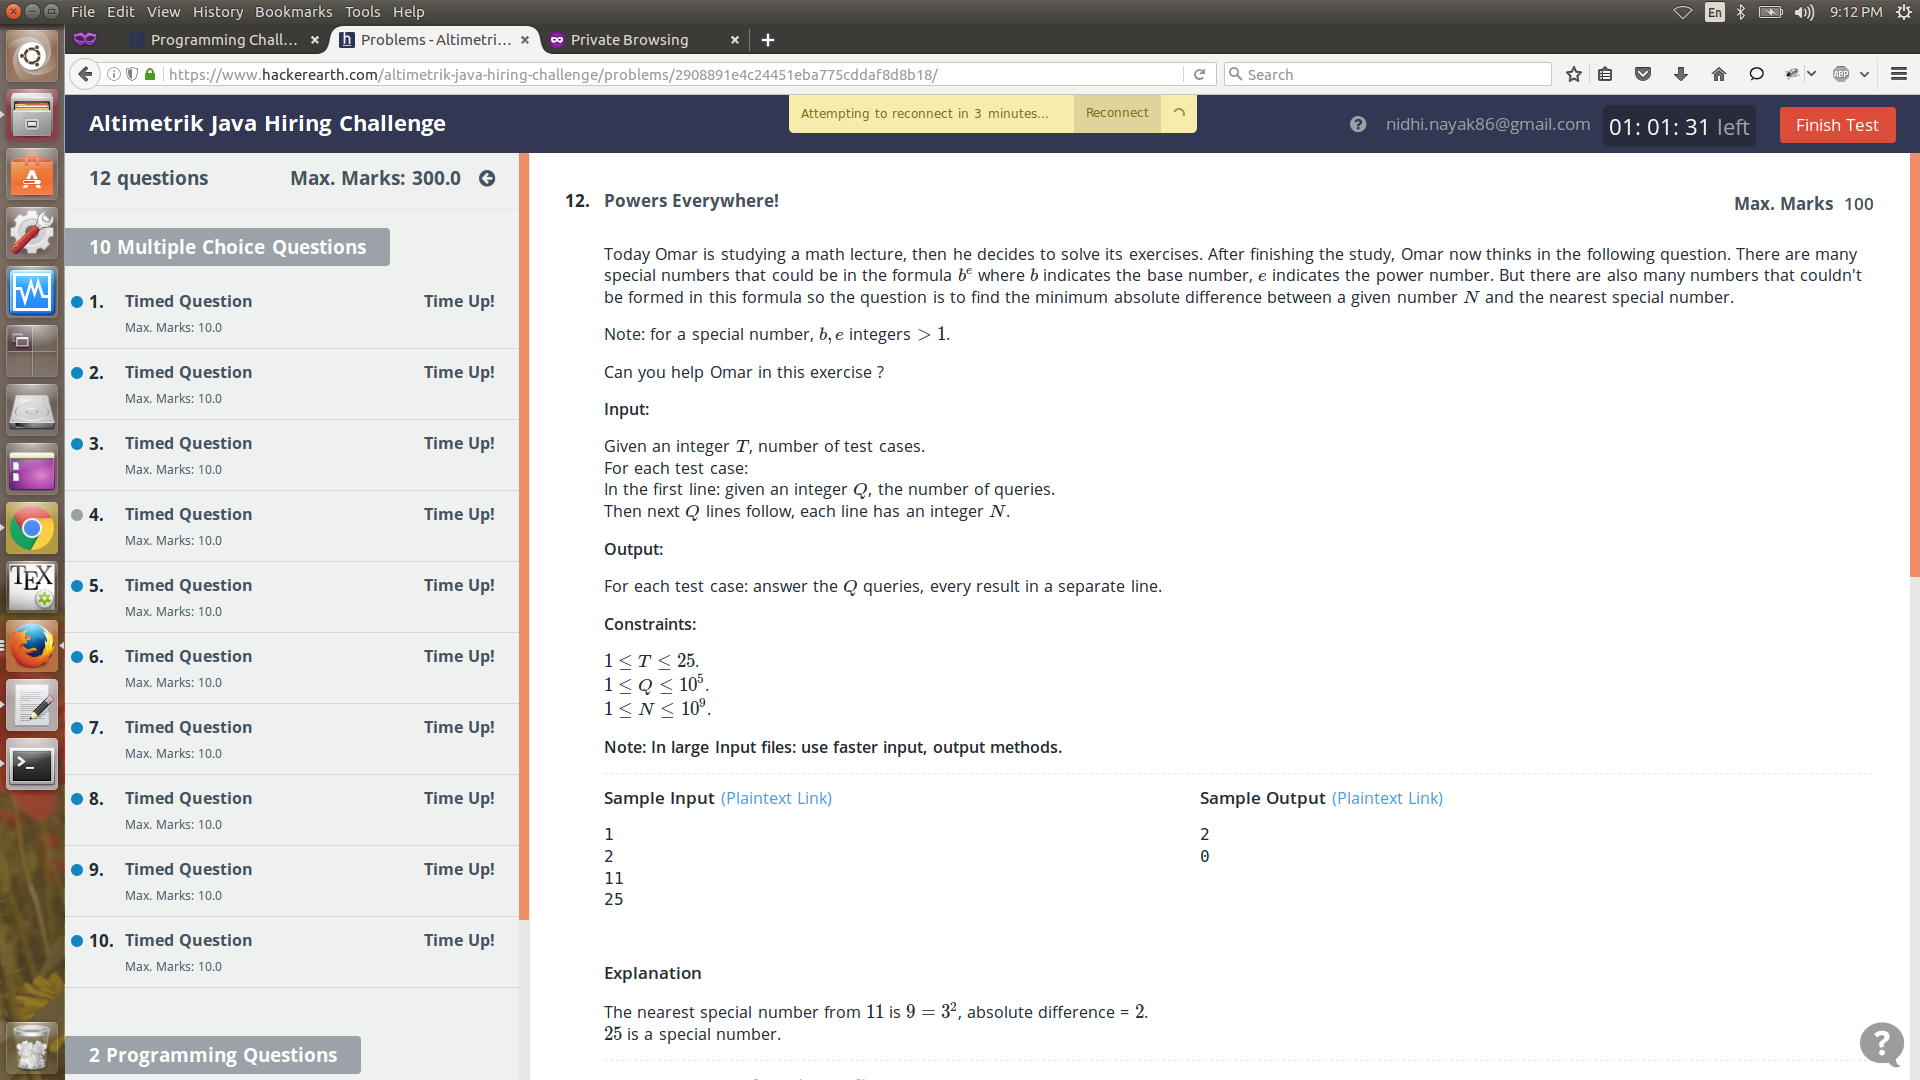 File Edit View History Bookmarks Tools Help
En 9:12 PM
Programming Chall... × Problems - Altimetri... × Private Browsing × +
https://www.hackerearth.com/altimetrik-java-hiring-challenge/problems/2908891e4c24451eba775cddaf8d8b18/
Search
ABP
Altimetrik Java Hiring Challenge
Attempting to reconnect in 3 minutes... Reconnect
nidhi.nayak86@gmail.com
01: 01: 31 left
Finish Test
12 questions Max. Marks: 300.0
10 Multiple Choice Questions
1. Timed Question Time Up!
Max. Marks: 10.0
2. Timed Question Time Up!
Max. Marks: 10.0
3. Timed Question Time Up!
Max. Marks: 10.0
4. Timed Question Time Up!
Max. Marks: 10.0
5. Timed Question Time Up!
Max. Marks: 10.0
6. Timed Question Time Up!
Max. Marks: 10.0
7. Timed Question Time Up!
Max. Marks: 10.0
8. Timed Question Time Up!
Max. Marks: 10.0
9. Timed Question Time Up!
Max. Marks: 10.0
10. Timed Question Time Up!
Max. Marks: 10.0
2 Programming Questions
12. Powers Everywhere! Max. Marks 100
Today Omar is studying a math lecture, then he decides to solve its exercises. After finishing the study, Omar now thinks in the following question. There are many
special numbers that could be in the formula bᵉ where b indicates the base number, e indicates the power number. But there are also many numbers that couldn't
be formed in this formula so the question is to find the minimum absolute difference between a given number N and the nearest special number.
Note: for a special number, b, e integers > 1.
Can you help Omar in this exercise ?
Input:
Given an integer T, number of test cases.
For each test case:
In the first line: given an integer Q, the number of queries.
Then next Q lines follow, each line has an integer N.
Output:
For each test case: answer the Q queries, every result in a separate line.
Constraints:
1 ≤ T ≤ 25.
1 ≤ Q ≤ 10⁵.
1 ≤ N ≤ 10⁹.
Note: In large Input files: use faster input, output methods.
Sample Input (Plaintext Link)
1
2
11
25
Sample Output (Plaintext Link)
2
0
Explanation
The nearest special number from 11 is 9 = 3², absolute difference = 2.
25 is a special number.
TEX